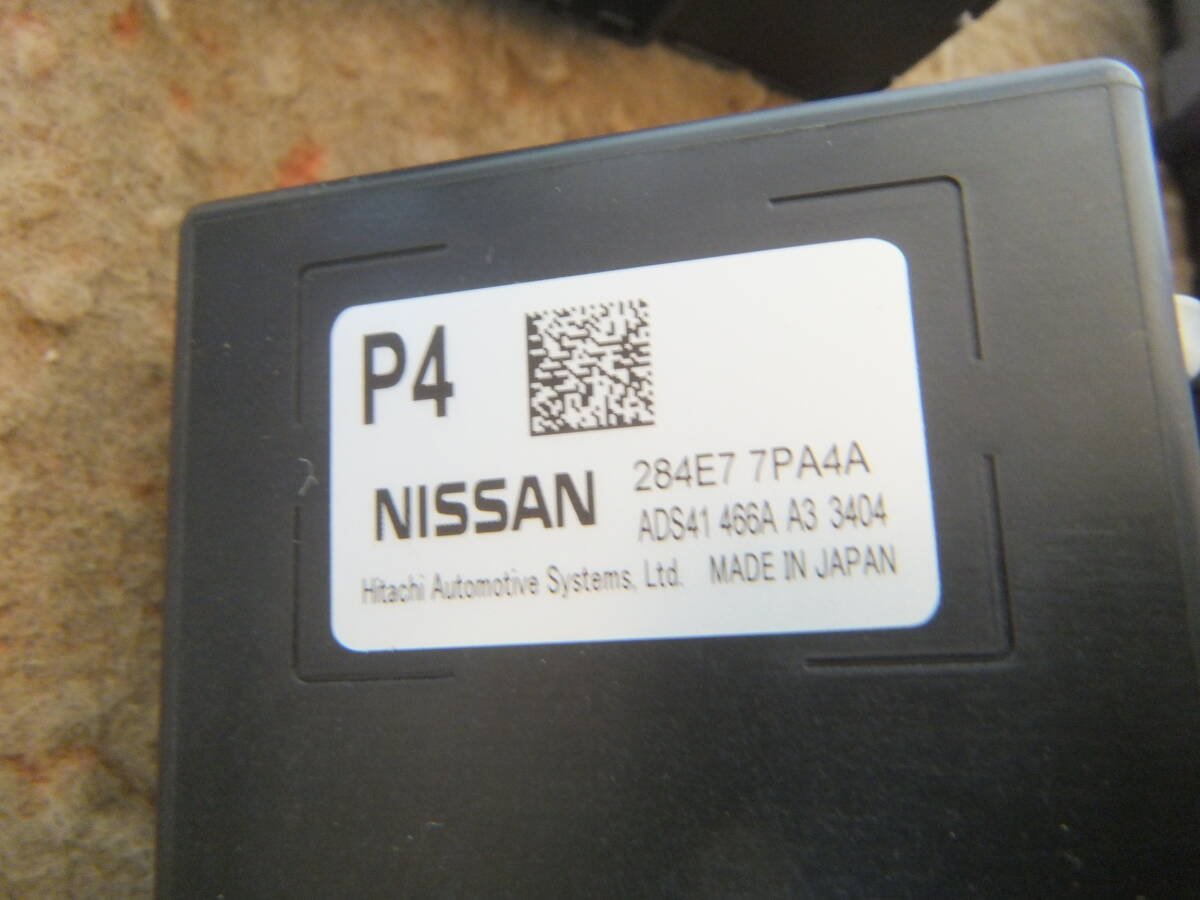 P4
NISSAN
284E7 7PA4A
ADS41 466A A3 3404
Hitachi Automotive Systems, Ltd. MADE IN JAPAN